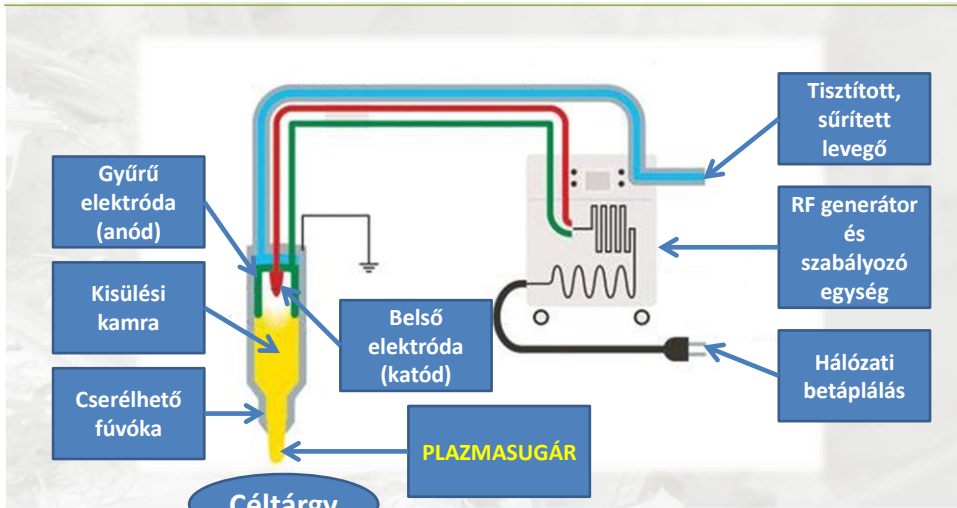 Tisztított,
sűrített
levegő
Gyűrű
elektróda
(anód)
RF generátor
és
szabályozó
egység
Kisülési
kamra
Belső
elektróda
(katód)
Hálózati
betáplálás
Cserélhető
fúvóka
PLAZMASUGÁR
Céltárgy